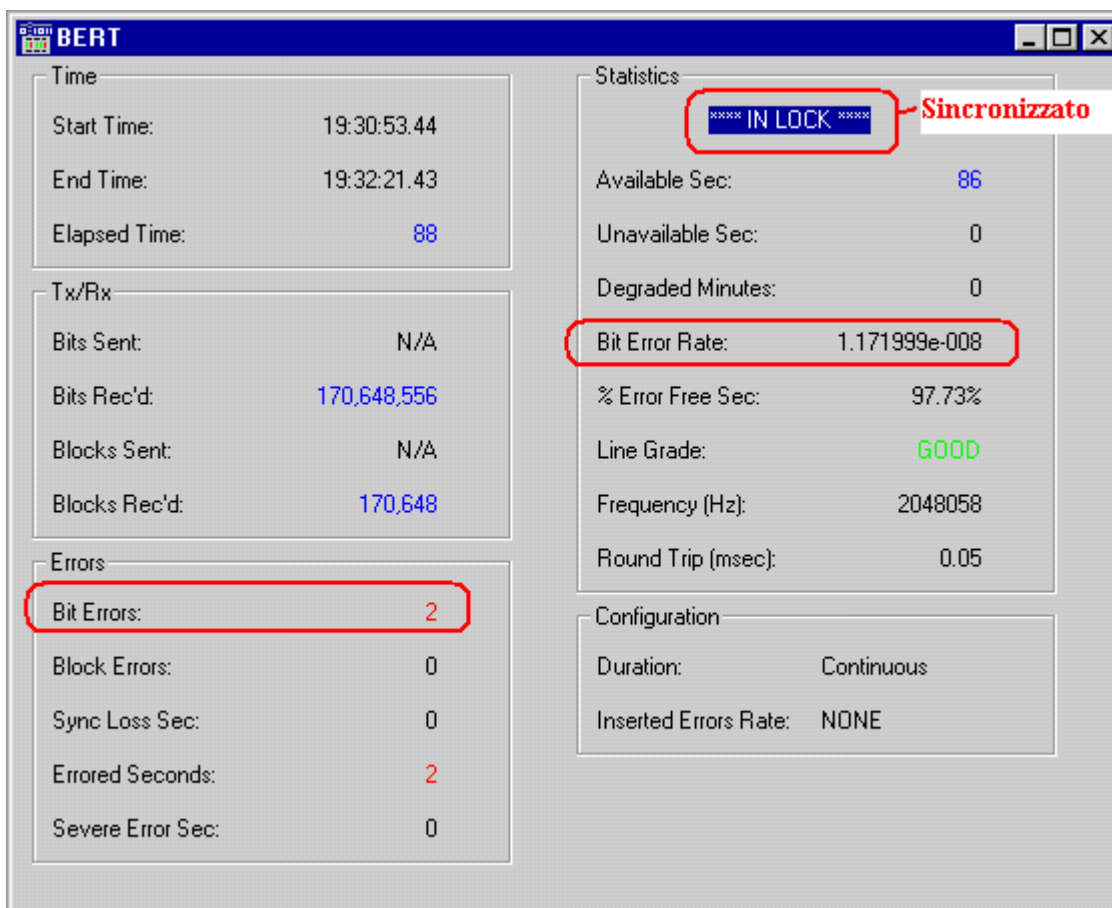 BERT
Time
Start Time: 19:30:53.44
End Time: 19:32:21.43
Elapsed Time: 88
Tx/Rx
Bits Sent: N/A
Bits Rec'd: 170,648,556
Blocks Sent: N/A
Blocks Rec'd: 170,648
Errors
Bit Errors: 2
Block Errors: 0
Sync Loss Sec: 0
Errored Seconds: 2
Severe Error Sec: 0
Statistics
**** IN LOCK ****
Sincronizzato
Available Sec: 86
Unavailable Sec: 0
Degraded Minutes: 0
Bit Error Rate: 1.171999e-008
% Error Free Sec: 97.73%
Line Grade: GOOD
Frequency (Hz): 2048058
Round Trip (msec): 0.05
Configuration
Duration: Continuous
Inserted Errors Rate: NONE